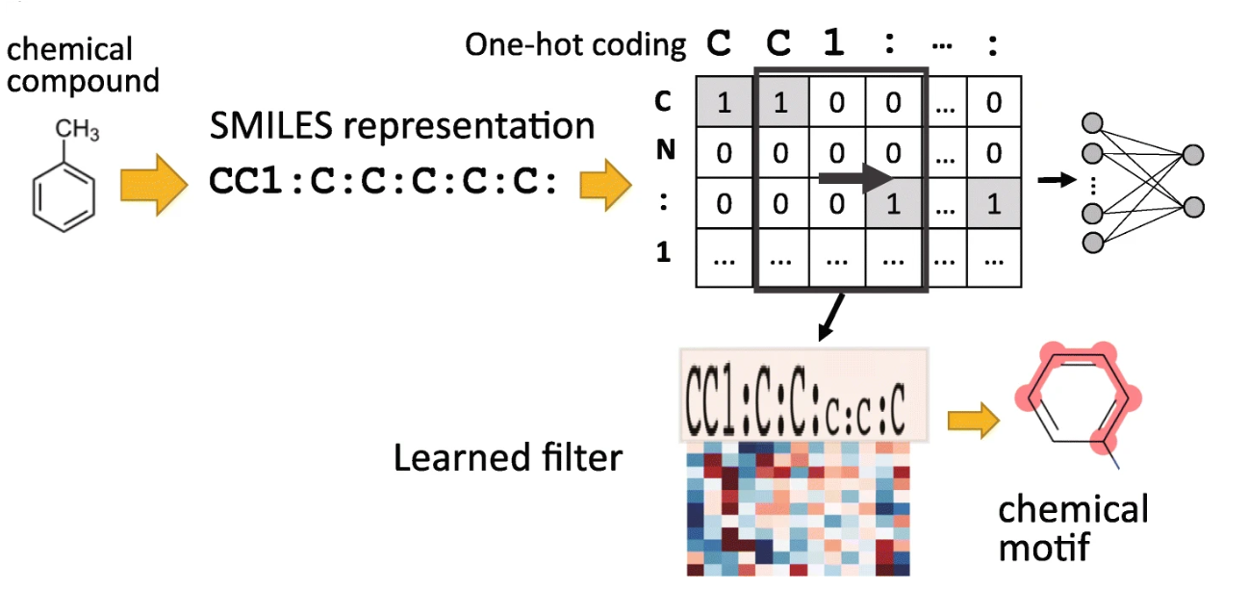 chemical
compound
CH3
SMILES representation
CC1:C:C:C:C:C:
One-hot coding C C 1 : ... :
C 1 1 0 0 ... 0
N 0 0 0 0 ... 0
: 0 0 0 1 ... 1
1 ... ... ... ... ... ...
CC1:C:C:C:C:C
Learned filter
chemical
motif